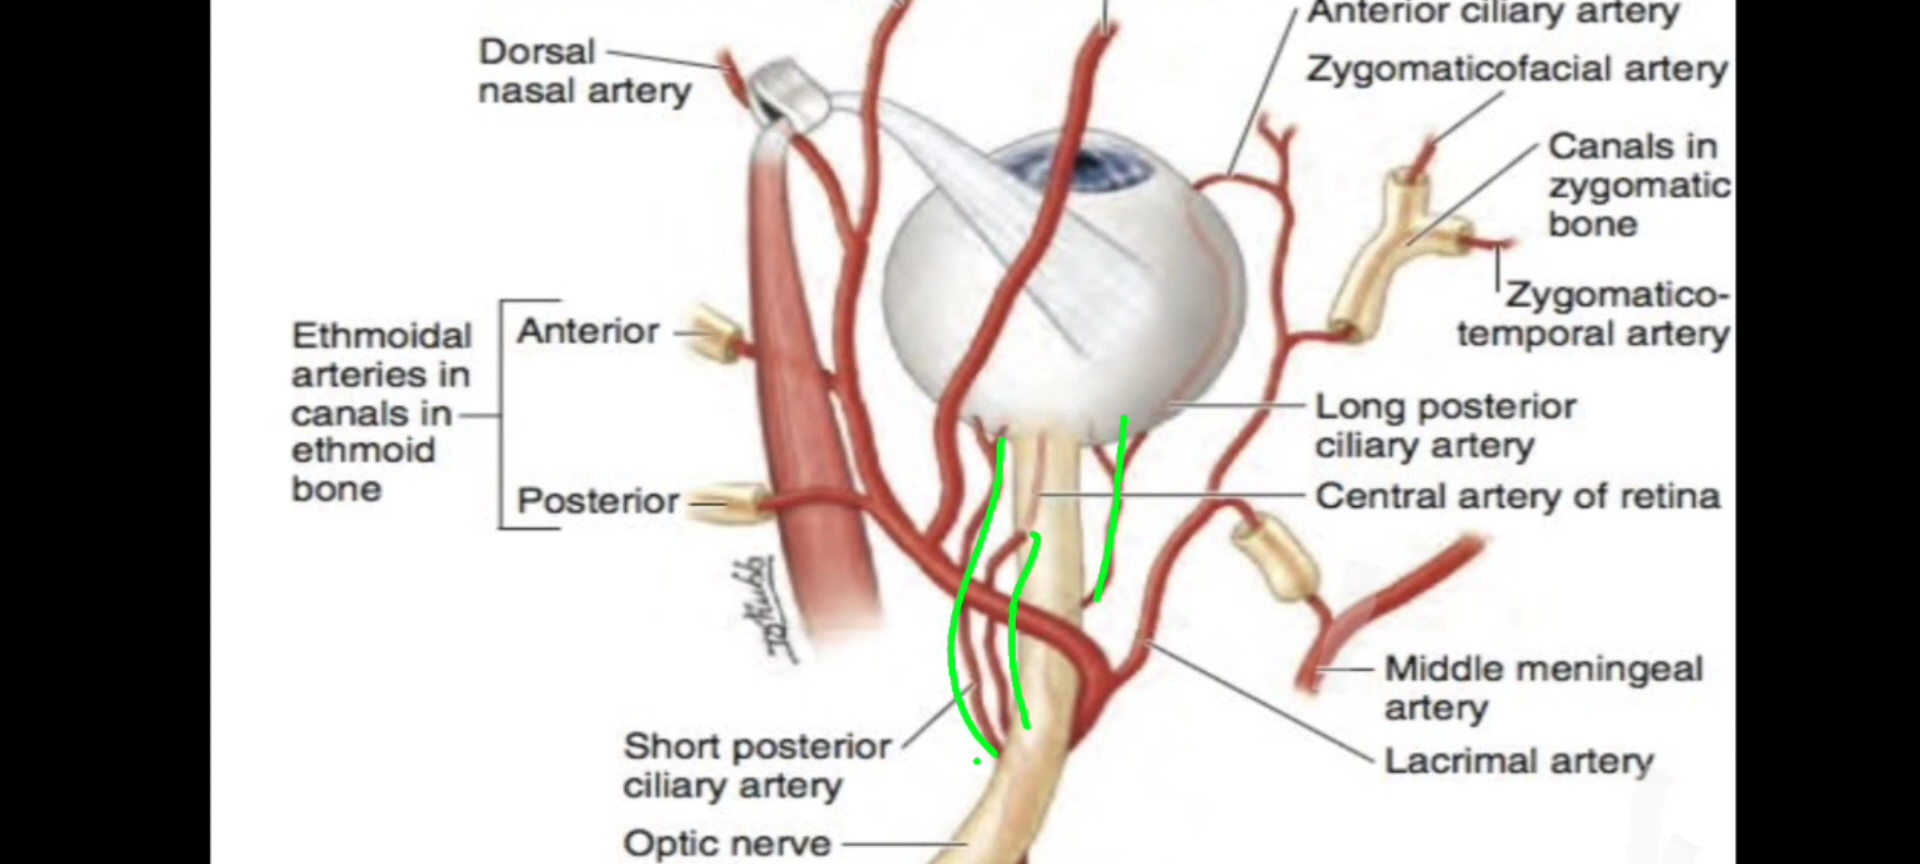 Anterior ciliary artery
Dorsal
nasal artery
Zygomaticofacial artery
Canals in
zygomatic
bone
Zygomatico-
temporal artery
Ethmoidal
arteries in
canals in
ethmoid
bone
Anterior
Posterior
Long posterior
ciliary artery
Central artery of retina
Middle meningeal
artery
Short posterior
ciliary artery
Lacrimal artery
Optic nerve